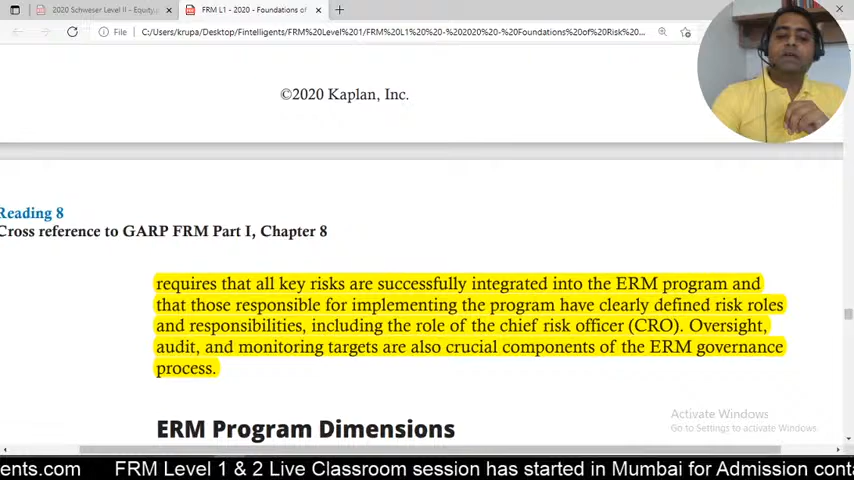 2020 Schweser Level II - Equity.
FRM L1 - 2020 - Foundations of
File
C:/Users/krupa/Desktop/Fintelligents/FRM%20Level%201/FRM%20L1%20%20-%202020%20-%20Foundations%20of%20Risk%20...
©2020 Kaplan, Inc.
Reading 8
Cross reference to GARP FRM Part I, Chapter 8
requires that all key risks are successfully integrated into the ERM program and
that those responsible for implementing the program have clearly defined risk roles
and responsibilities, including the role of the chief risk officer (CRO). Oversight,
audit, and monitoring targets are also crucial components of the ERM governance
process.
ERM Program Dimensions
Activate Windows
Go to Settings to activate Windows.
ents.com FRM Level 1 & 2 Live Classroom session has started in Mumbai for Admission conta